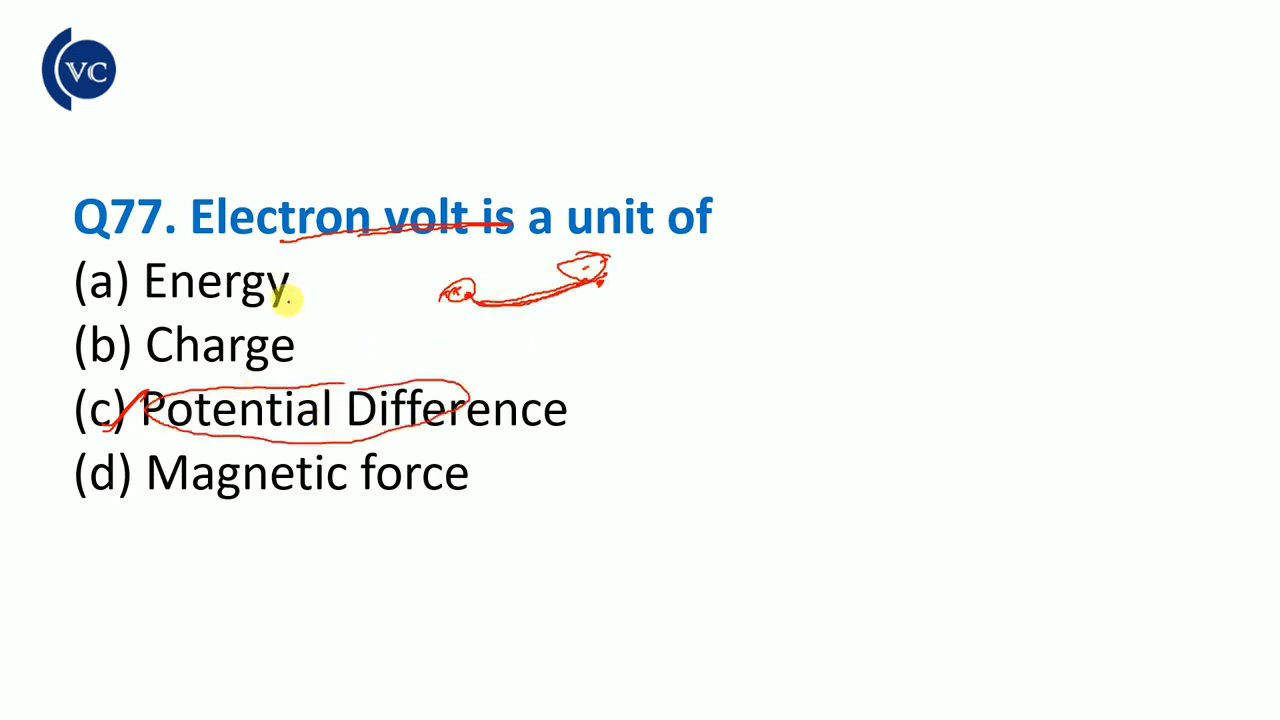 VC
Q77. Electron volt is a unit of
(a) Energy
(b) Charge
(c) Potential Difference
(d) Magnetic force